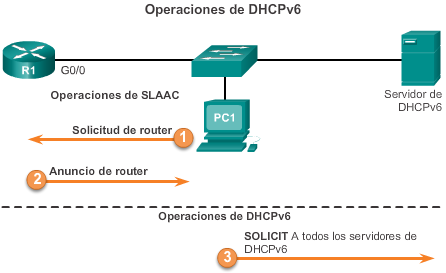 Operaciones de DHCPv6
R1
G0/0
Servidor de
DHCPv6
Operaciones de SLAAC
PC1
Solicitud de router
1
2
Anuncio de router
Operaciones de DHCPv6
SOLICIT A todos los servidores de
DHCPv6
3